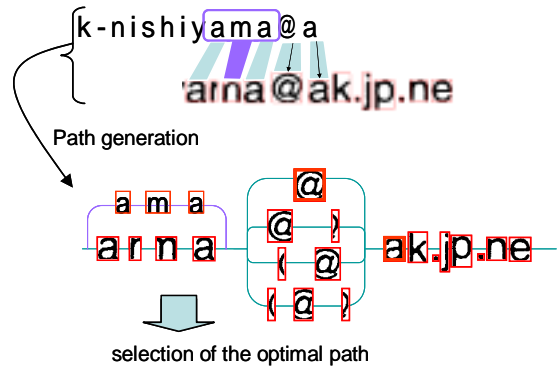 k-nishiyama@a
arna@ak.jp.ne
Path generation
a m a
@
a r n a
@ )
ak.jp.ne
( @
( @ )
selection of the optimal path